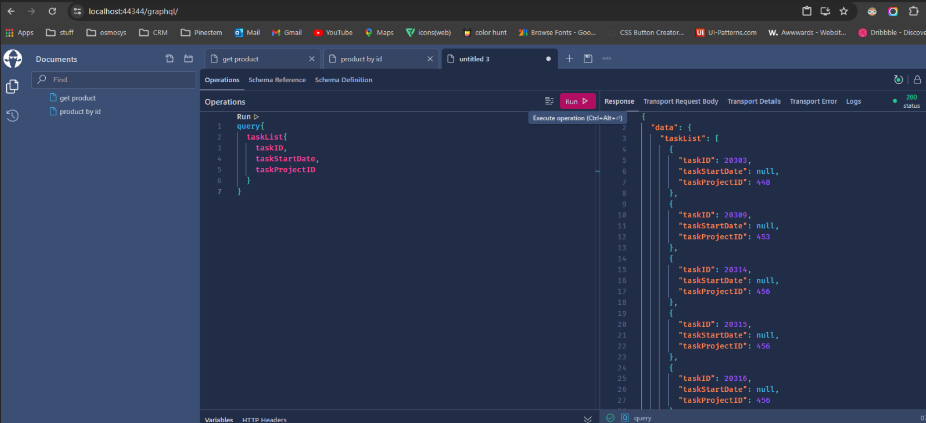 localhost:44344/graphql/
Apps stuff osmosys CRM Pinestem Mail Gmail YouTube Maps icons(web) color hunt Browse Fonts - Goo... CSS Button Creator... UI-Patterns.com Awwwards - Websit... Dribbble - Discove
Documents
get product
product by id
untitled 3
Find...
get product
product by id
Operations Schema Reference Schema Definition
Operations
Run
Response Transport Request Body Transport Details Transport Error Logs
200
status
Execute operation (Ctrl+Alt+⏎)
Run
1 query{
2 taskList{
3 taskID,
4 taskStartDate,
5 taskProjectID
6 }
7 }
{
2 "data": {
3 "taskList": [
4 {
5 "taskID": 20303,
6 "taskStartDate": null,
7 "taskProjectID": 448
8 },
9 {
10 "taskID": 20309,
11 "taskStartDate": null,
12 "taskProjectID": 453
13 },
14 {
15 "taskID": 20314,
16 "taskStartDate": null,
17 "taskProjectID": 456
18 },
19 {
20 "taskID": 20315,
21 "taskStartDate": null,
22 "taskProjectID": 456
23 },
24 {
25 "taskID": 20316,
26 "taskStartDate": null,
27 "taskProjectID": 456
Variables HTTP Headers
query
0